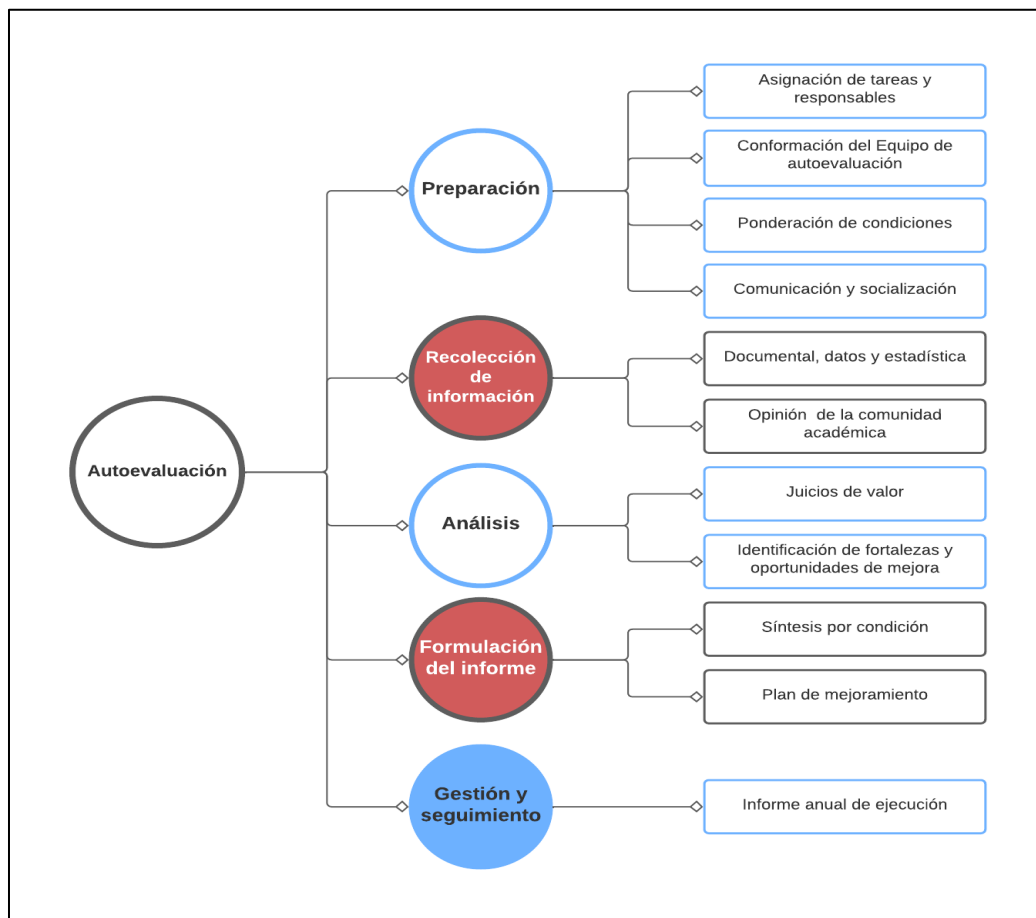 Autoevaluación
Preparación
Asignación de tareas y
responsables
Conformación del Equipo de
autoevaluación
Ponderación de condiciones
Comunicación y socialización
Recolección
de
información
Documental, datos y estadística
Opinión de la comunidad
académica
Análisis
Juicios de valor
Identificación de fortalezas y
oportunidades de mejora
Formulación
del informe
Síntesis por condición
Plan de mejoramiento
Gestión y
seguimiento
Informe anual de ejecución